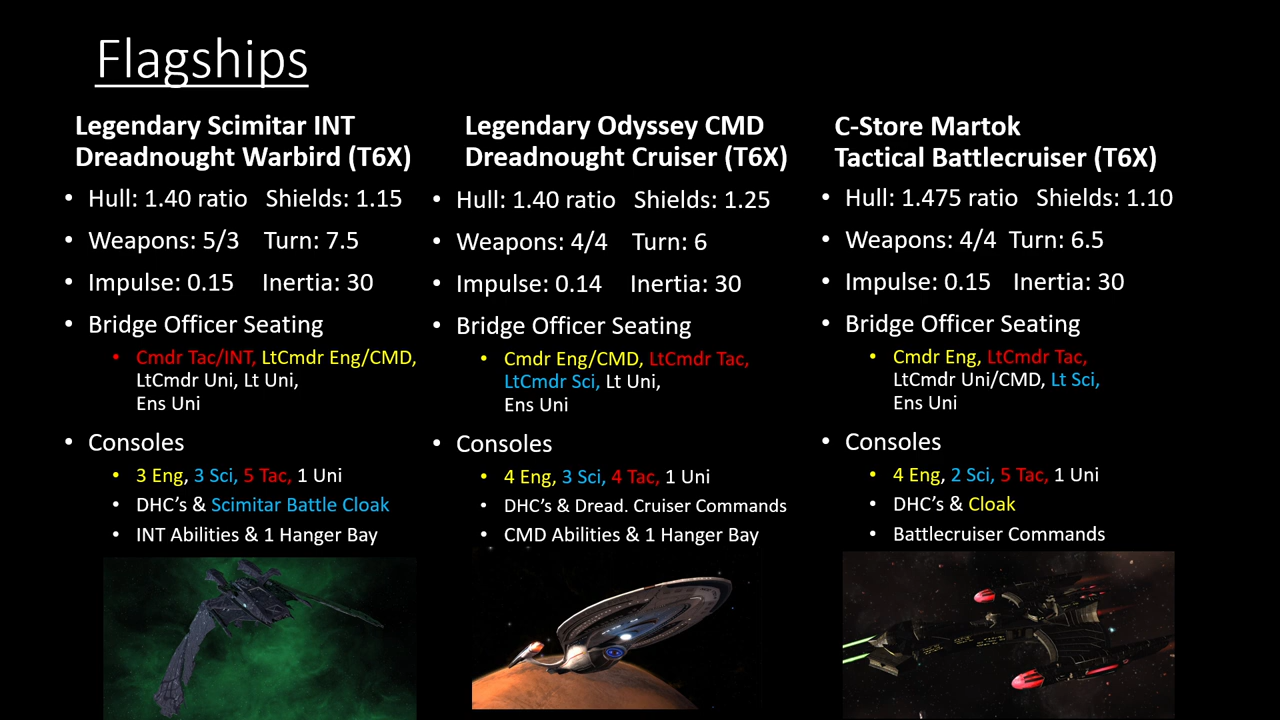 Flagships
Legendary Scimitar INT
Dreadnought Warbird (T6X)
• Hull: 1.40 ratio Shields: 1.15
• Weapons: 5/3 Turn: 7.5
• Impulse: 0.15 Inertia: 30
• Bridge Officer Seating
• Cmdr Tac/INT, LtCmdr Eng/CMD,
LtCmdr Uni, Lt Uni,
Ens Uni
• Consoles
• 3 Eng, 3 Sci, 5 Tac, 1 Uni
• DHC’s & Scimitar Battle Cloak
• INT Abilities & 1 Hanger Bay
Legendary Odyssey CMD
Dreadnought Cruiser (T6X)
• Hull: 1.40 ratio Shields: 1.25
• Weapons: 4/4 Turn: 6
• Impulse: 0.14 Inertia: 30
• Bridge Officer Seating
• Cmdr Eng/CMD, LtCmdr Tac,
LtCmdr Sci, Lt Uni,
Ens Uni
• Consoles
• 4 Eng, 3 Sci, 4 Tac, 1 Uni
• DHC’s & Dread. Cruiser Commands
• CMD Abilities & 1 Hanger Bay
C-Store Martok
Tactical Battlecruiser (T6X)
• Hull: 1.475 ratio Shields: 1.10
• Weapons: 4/4 Turn: 6.5
• Impulse: 0.15 Inertia: 30
• Bridge Officer Seating
• Cmdr Eng, LtCmdr Tac,
LtCmdr Uni/CMD, Lt Sci,
Ens Uni
• Consoles
• 4 Eng, 2 Sci, 5 Tac, 1 Uni
• DHC’s & Cloak
• Battlecruiser Commands